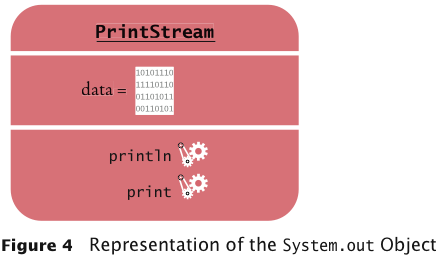 PrintStream
data =
10101110
11110110
01101011
00110101
println
print
Figure 4 Representation of the System.out Object